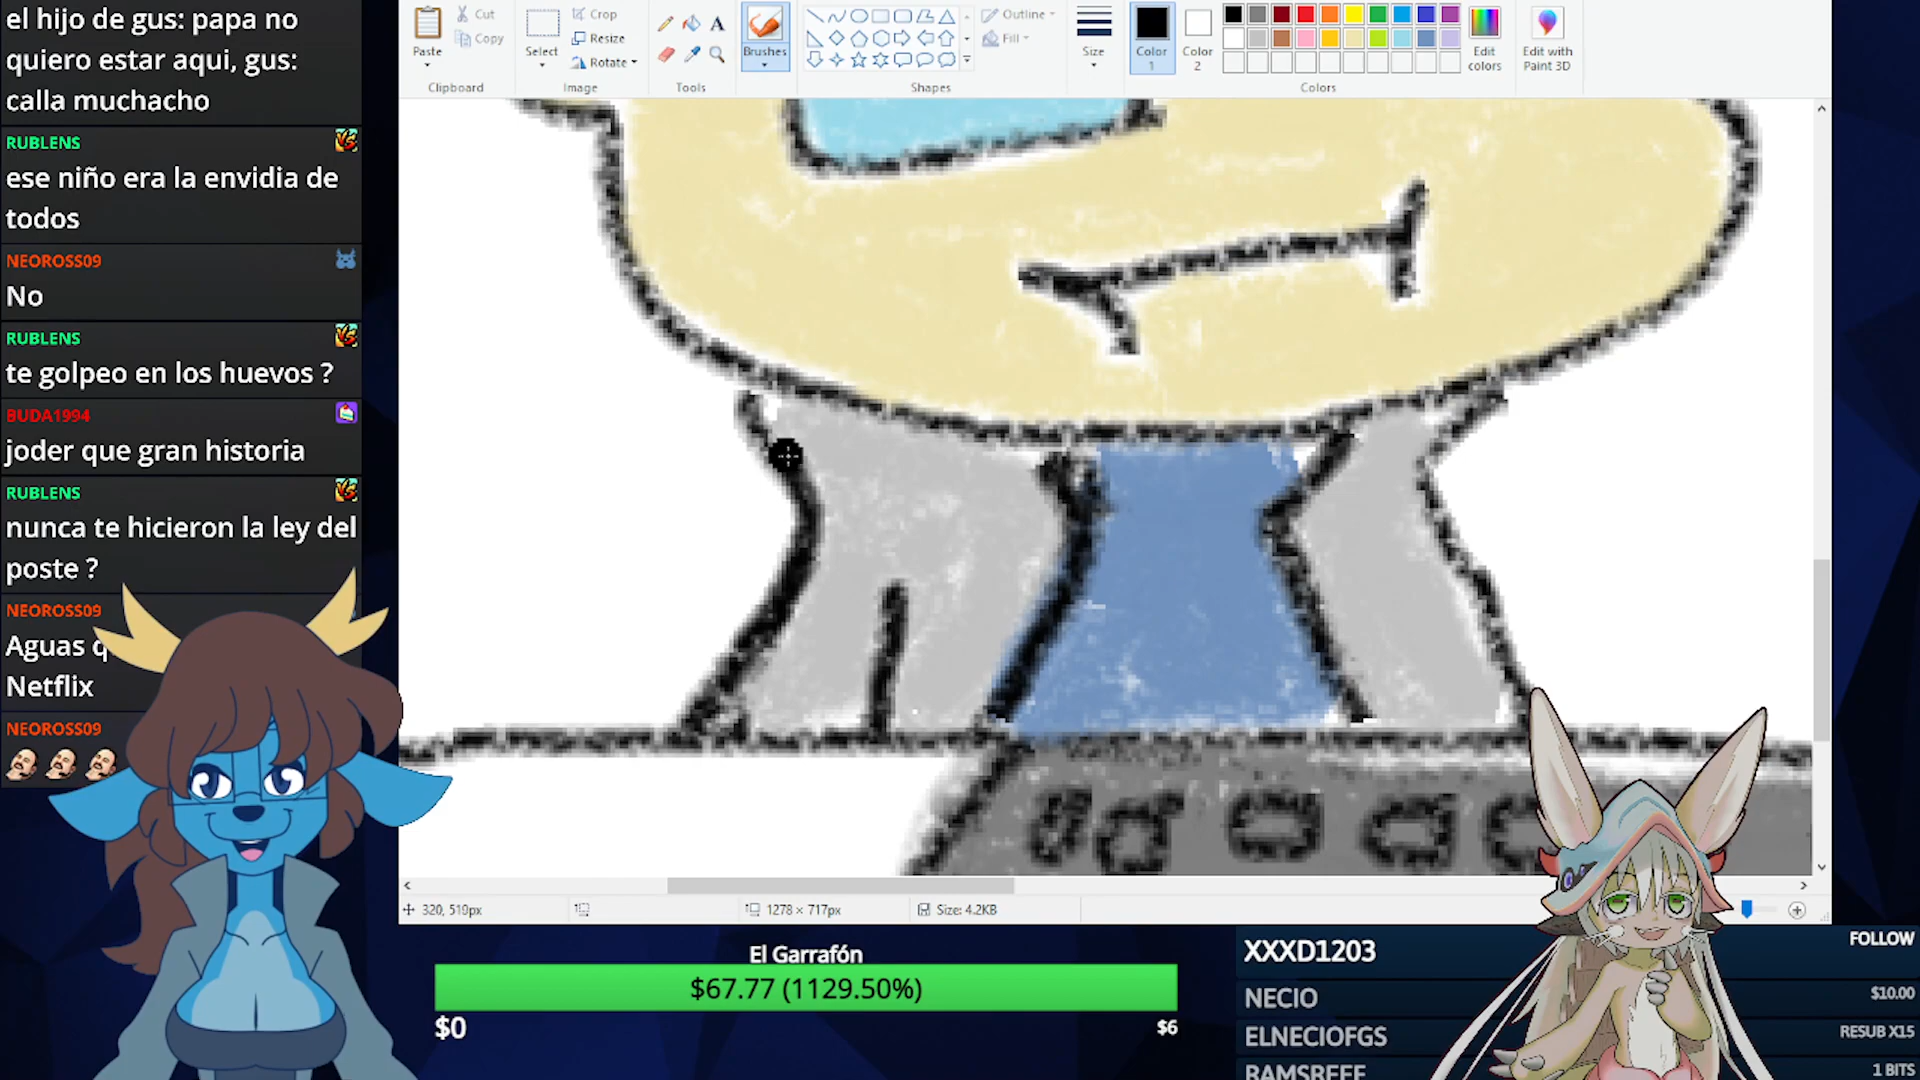 el hijo de gus: papa no
quiero estar aqui, gus:
calla muchacho
RUBLENS
ese niño era la envidia de
todos
NEOROSS09
No
RUBLENS
te golpeo en los huevos ?
BUDA1994
joder que gran historia
RUBLENS
nunca te hicieron la ley del
poste ?
NEOROSS09
Aguas q
Netflix
NEOROSS09
Paste
Cut
Copy
Clipboard
Select
Crop
Resize
Rotate
Image
A
Tools
Brushes
Outline
Fill
Shapes
Size
Color
1
Color
2
Edit
colors
Colors
Edit with
Paint 3D
320, 519px
1278 × 717px
Size: 4.2KB
El Garrafón
$67.77 (1129.50%)
$0
$6
XXXD1203
FOLLOW
NECIO
$10.00
ELNECIOFGS
RESUB X15
RAMSREEE
1 BITS